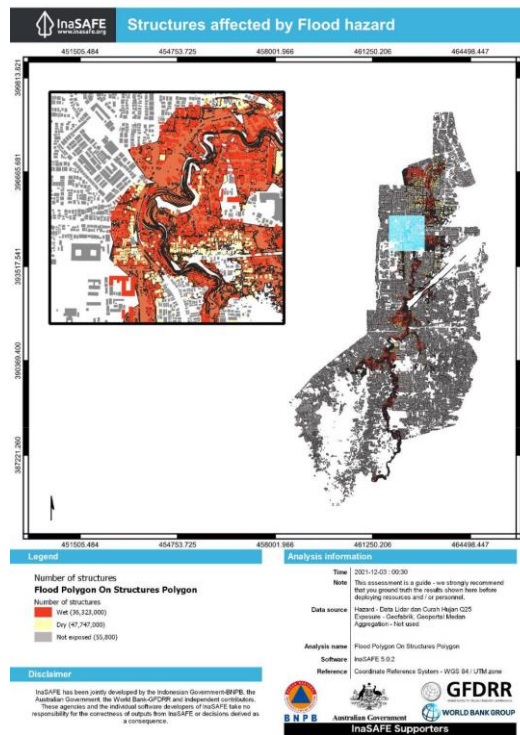 InaSAFE
www.inasafe.org
Structures affected by Flood hazard
451505.484 454753.725 458001.966 461250.206 464498.447
399813.821
396665.681
393517.541
390369.400
387221.260
451505.484 454753.725 458001.966 461250.206 464498.447
Legend
Number of structures
Flood Polygon On Structures Polygon
Number of structures
Wet (36,323,000)
Dry (47,747,000)
Not exposed (55,800)
Disclaimer
InaSAFE has been jointly developed by the Indonesian Government-BNPB, the
Australian Government, the World Bank-GFDRR and independent contributors.
These agencies and the individual software developers of InaSAFE take no
responsibility for the correctness of outputs from InaSAFE or decisions derived as
a consequence.
Analysis information
Time 2021-12-03 : 00:30
Note This assessment is a guide - we strongly recommend
that you ground truth the results shown here before
deploying resources and / or personnel.
Data source Hazard - Data Lidar dan Curah Hujan Q25
Exposure - Geofabrik, Geoportal Medan
Aggregation - Not used
Analysis name Flood Polygon On Structures Polygon
Software InaSAFE 5.0.2
Reference Coordinate Reference System - WGS 84 / UTM zone
BNPB
Australian Government
GFDRR
WORLD BANK GROUP
InaSAFE Supporters